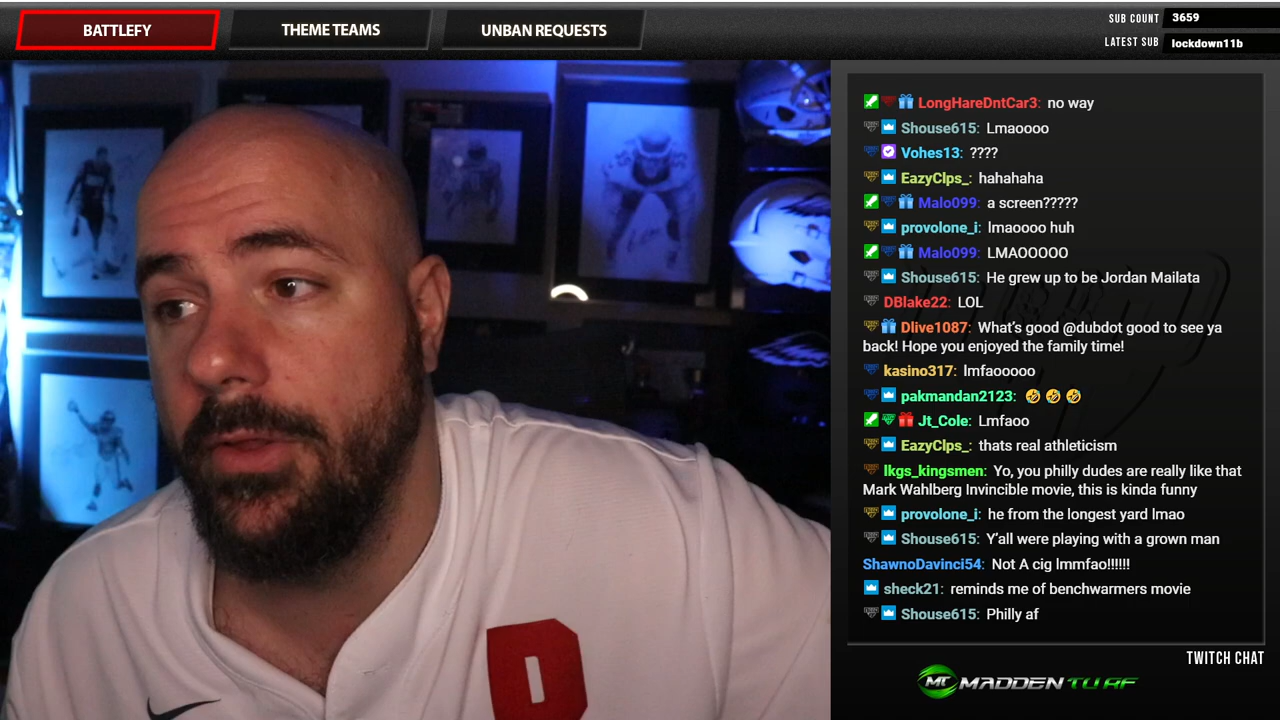 BATTLEFY
THEME TEAMS
UNBAN REQUESTS
SUB COUNT 3659
LATEST SUB lockdown11b
LongHareDntCar3: no way
Shouse615: Lmaoooo
Vohes13: ????
EazyClps_: hahahaha
Malo099: a screen?????
provolone_i: lmaoooo huh
Malo099: LMAOOOOO
Shouse615: He grew up to be Jordan Mailata
DBlake22: LOL
Dlive1087: What's good @dubdot good to see ya
back! Hope you enjoyed the family time!
kasino317: lmfaooooo
pakmandan2123: 🤣 🤣 🤣
Jt_Cole: Lmfaoo
EazyClps_: thats real athleticism
lkgs_kingsmen: Yo, you philly dudes are really like that
Mark Wahlberg Invincible movie, this is kinda funny
provolone_i: he from the longest yard lmao
Shouse615: Y'all were playing with a grown man
ShawnoDavinci54: Not A cig lmmfao!!!!!!
sheck21: reminds me of benchwarmers movie
Shouse615: Philly af
TWITCH CHAT
MT MADDEN TURF